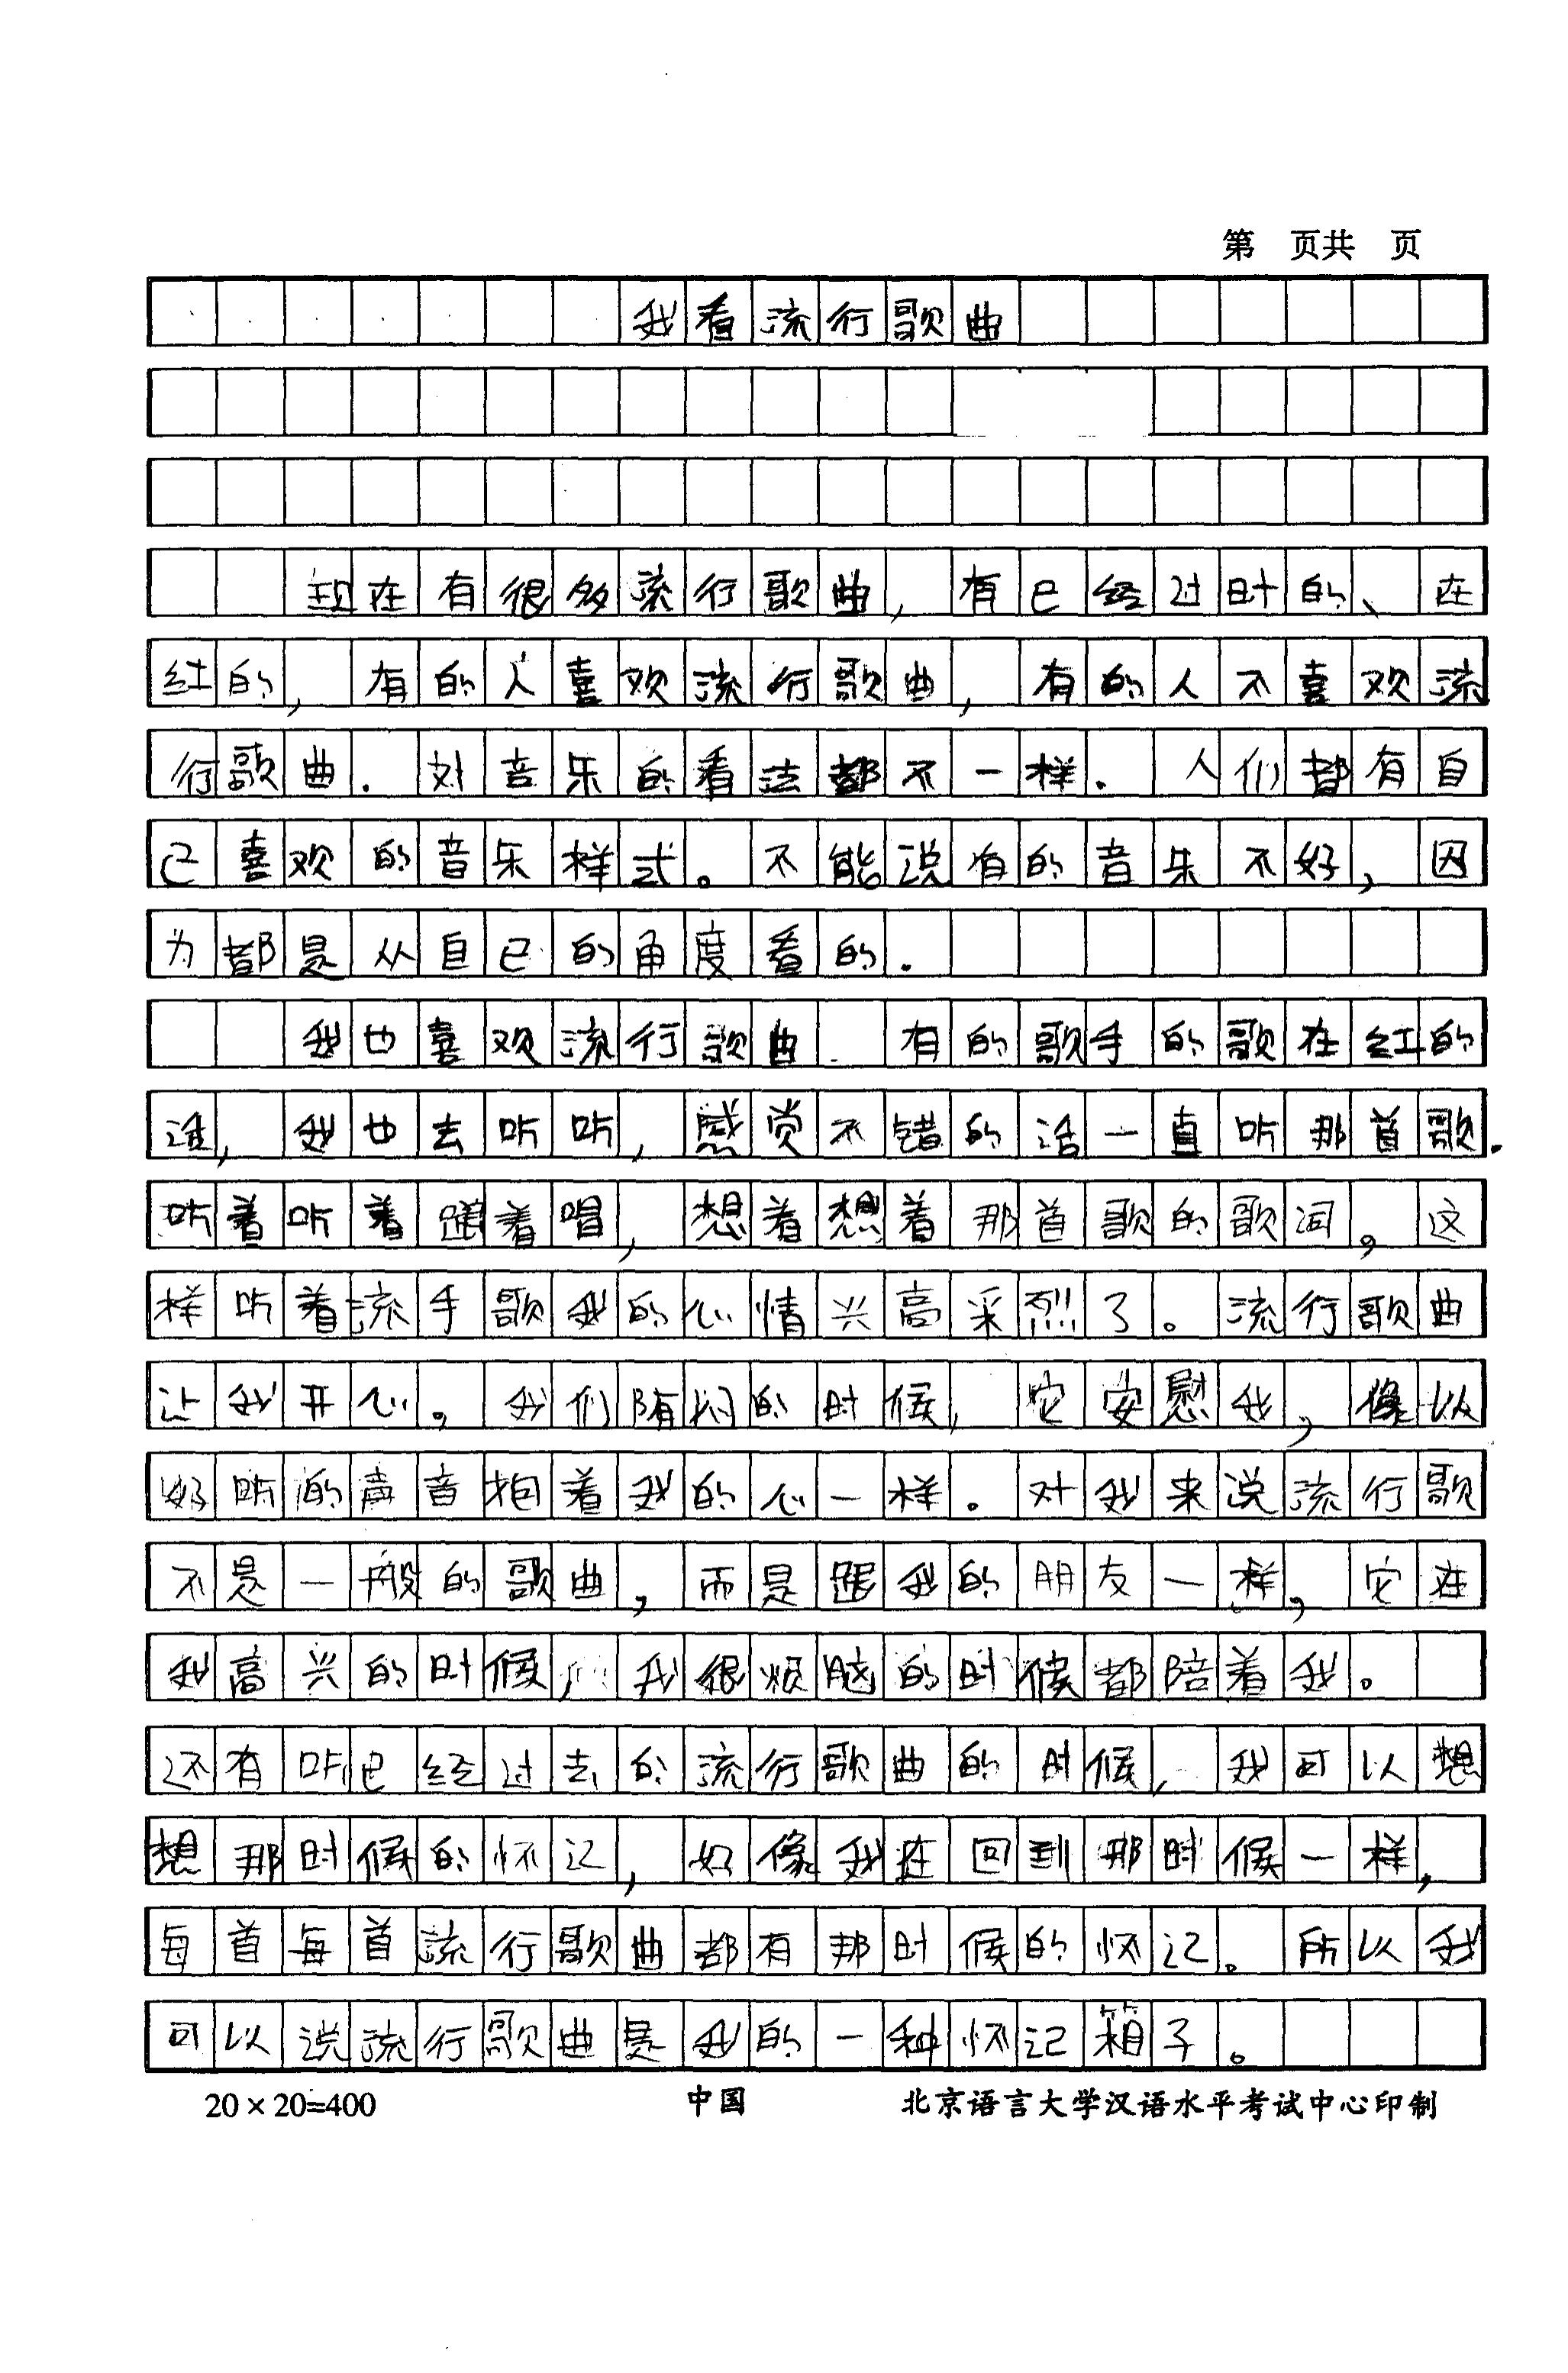 第 页共 页
我看流行歌曲
现在有很多流行歌曲，有已经过时的、在
红的，有的人喜欢流行歌曲，有的人不喜欢流
行歌曲．对音乐的看法都不一样．人们都有自
己喜欢的音乐样式。不能说有的音乐不好，因
为都是从自己的角度看的．
我也喜欢流行歌曲．有的歌手的歌在红的
话，我也去听听，感觉不错的话一直听那首歌．
听着听着跟着唱，想着想着那首歌的歌词。这
样听着流手歌我的心情兴高采烈了。流行歌曲
让我开心。我们闷的时候，它安慰我，像以
好听的声音抱着我的心一样。对我来说流行歌
不是一般的歌曲，而是跟我的朋友一样，它在
我高兴的时候，我很烦脑的时候都陪着我。
还有听已经过去的流行歌曲的时候，我可以想
想那时候的怀记，好像我在回到那时候一样，
每首每首流行歌曲都有那时候的怀记。所以我
可以说流行歌曲是我的一种怀记箱子。
20×20=400 中国 北京语言大学汉语水平考试中心印制